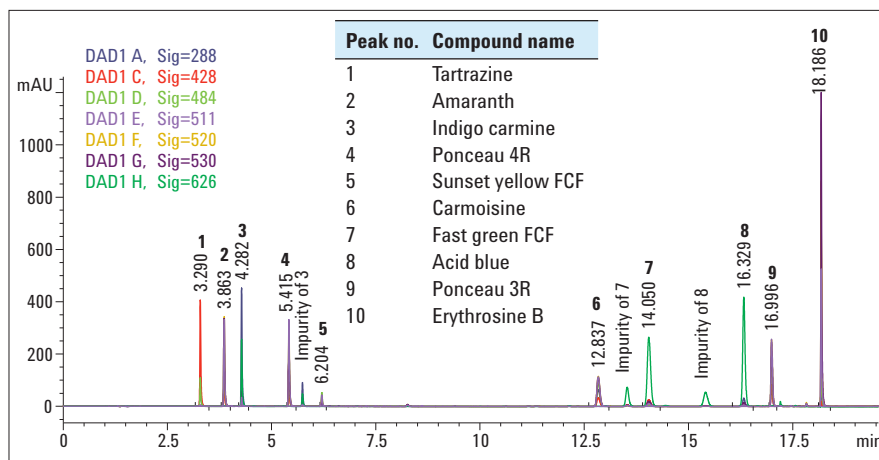 DAD1 A, Sig=288
DAD1 C, Sig=428
DAD1 D, Sig=484
DAD1 E, Sig=511
DAD1 F, Sig=520
DAD1 G, Sig=530
DAD1 H, Sig=626
Peak no. Compound name
1 Tartrazine
2 Amaranth
3 Indigo carmine
4 Ponceau 4R
5 Sunset yellow FCF
6 Carmoisine
7 Fast green FCF
8 Acid blue
9 Ponceau 3R
10 Erythrosine B
mAU
1000
800
600
400
200
0
1
3.290
2
3.863
3
4.282
4
5.415
Impurity of 3
5
6.204
6
12.837
Impurity of 7
7
14.050
Impurity of 8
8
16.329
9
16.996
10
18.186
0 2.5 5 7.5 10 12.5 15 17.5 min